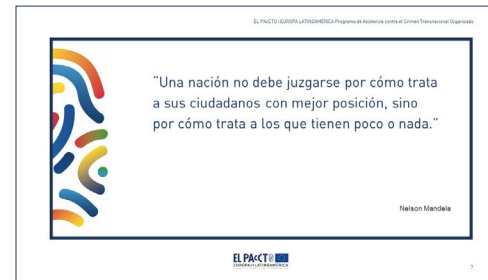 EL PAcCTO | EUROPA LATINOAMÉRICA Programa de Asistencia contra el Crimen Transnacional Organizado
"Una nación no debe juzgarse por cómo trata
a sus ciudadanos con mejor posición, sino
por cómo trata a los que tienen poco o nada."
Nelson Mandela
EL PAcCTO
EUROPA LATINOAMÉRICA
7